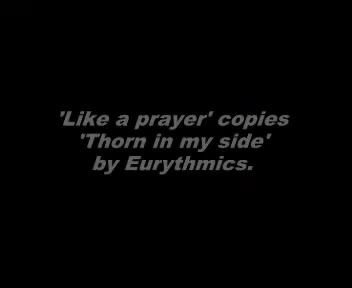 'Like a prayer' copies
'Thorn in my side'
by Eurythmics.